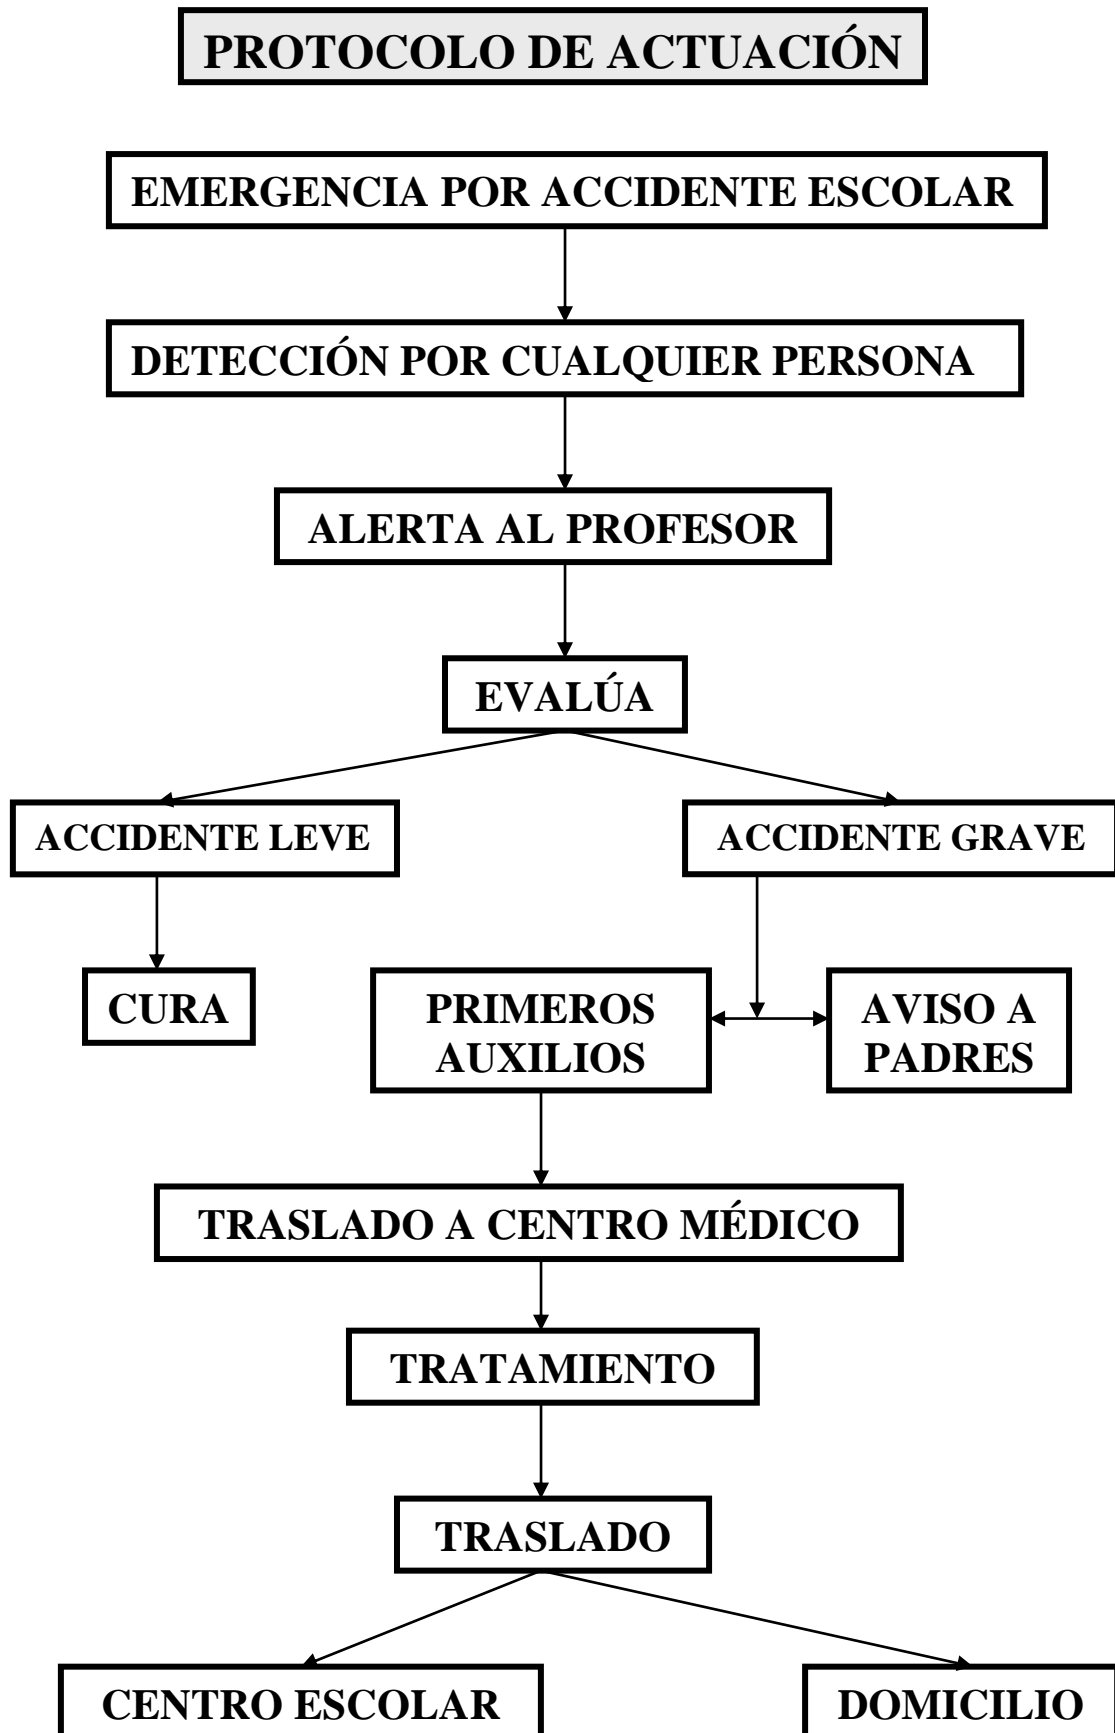 PROTOCOLO DE ACTUACIÓN
EMERGENCIA POR ACCIDENTE ESCOLAR
DETECCIÓN POR CUALQUIER PERSONA
ALERTA AL PROFESOR
EVALÚA
ACCIDENTE LEVE
ACCIDENTE GRAVE
CURA
PRIMEROS
AUXILIOS
AVISO A
PADRES
TRASLADO A CENTRO MÉDICO
TRATAMIENTO
TRASLADO
CENTRO ESCOLAR
DOMICILIO